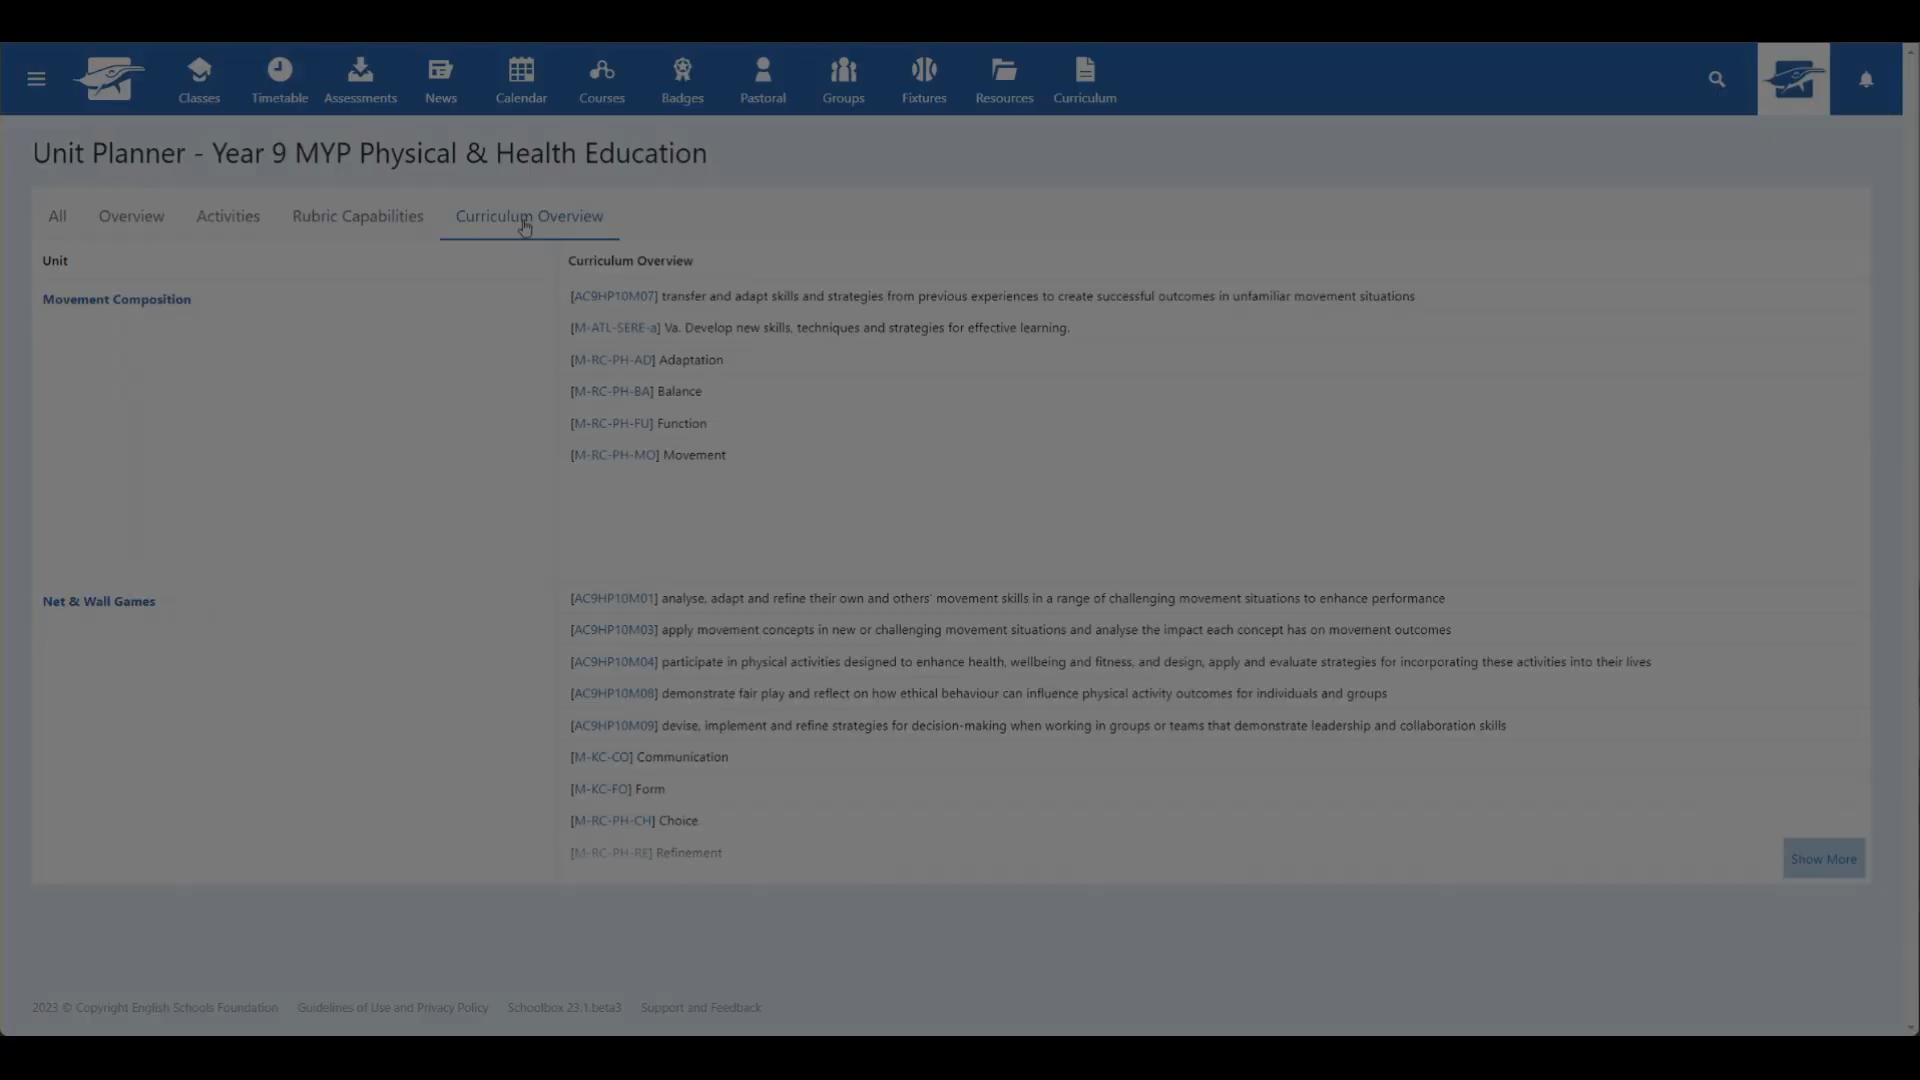 Classes Timetable Assessments News Calendar Courses Badges Pastoral Groups Fixtures Resources Curriculum
Unit Planner - Year 9 MYP Physical & Health Education
All Overview Activities Rubric Capabilities Curriculum Overview
Unit Curriculum Overview
Movement Composition
[AC9HP10M07] transfer and adapt skills and strategies from previous experiences to create successful outcomes in unfamiliar movement situations
[M-ATL-SERE-a] Va. Develop new skills, techniques and strategies for effective learning.
[M-RC-PH-AD] Adaptation
[M-RC-PH-BA] Balance
[M-RC-PH-FU] Function
[M-RC-PH-MO] Movement
Net & Wall Games
[AC9HP10M01] analyse, adapt and refine their own and others' movement skills in a range of challenging movement situations to enhance performance
[AC9HP10M03] apply movement concepts in new or challenging movement situations and analyse the impact each concept has on movement outcomes
[AC9HP10M04] participate in physical activities designed to enhance health, wellbeing and fitness, and design, apply and evaluate strategies for incorporating these activities into their lives
[AC9HP10M08] demonstrate fair play and reflect on how ethical behaviour can influence physical activity outcomes for individuals and groups
[AC9HP10M09] devise, implement and refine strategies for decision-making when working in groups or teams that demonstrate leadership and collaboration skills
[M-KC-CO] Communication
[M-KC-FO] Form
[M-RC-PH-CH] Choice
[M-RC-PH-RE] Refinement
Show More
2023 © Copyright English Schools Foundation Guidelines of Use and Privacy Policy Schoolbox 23.1.beta3 Support and Feedback